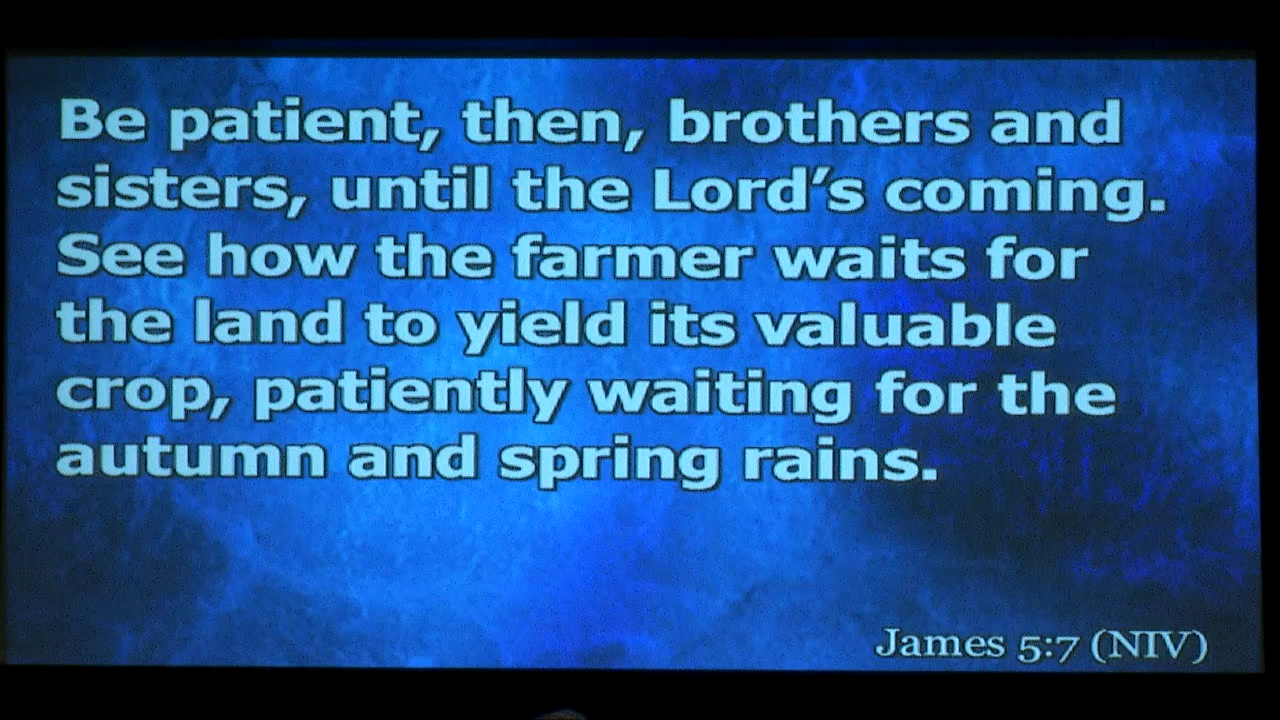 Be patient, then, brothers and
sisters, until the Lord’s coming.
See how the farmer waits for
the land to yield its valuable
crop, patiently waiting for the
autumn and spring rains.
James 5:7 (NIV)